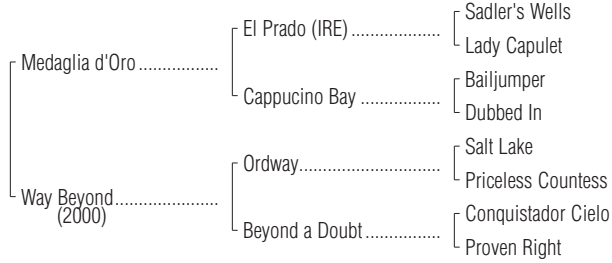 Sadler's Wells
El Prado (IRE) ..................
Lady Capulet
Medaglia d'Oro ................
Bailjumper
Cappucino Bay ................
Dubbed In
Salt Lake
Ordway............................
Priceless Countess
Way Beyond.....................
(2000)
Conquistador Cielo
Beyond a Doubt...............
Proven Right